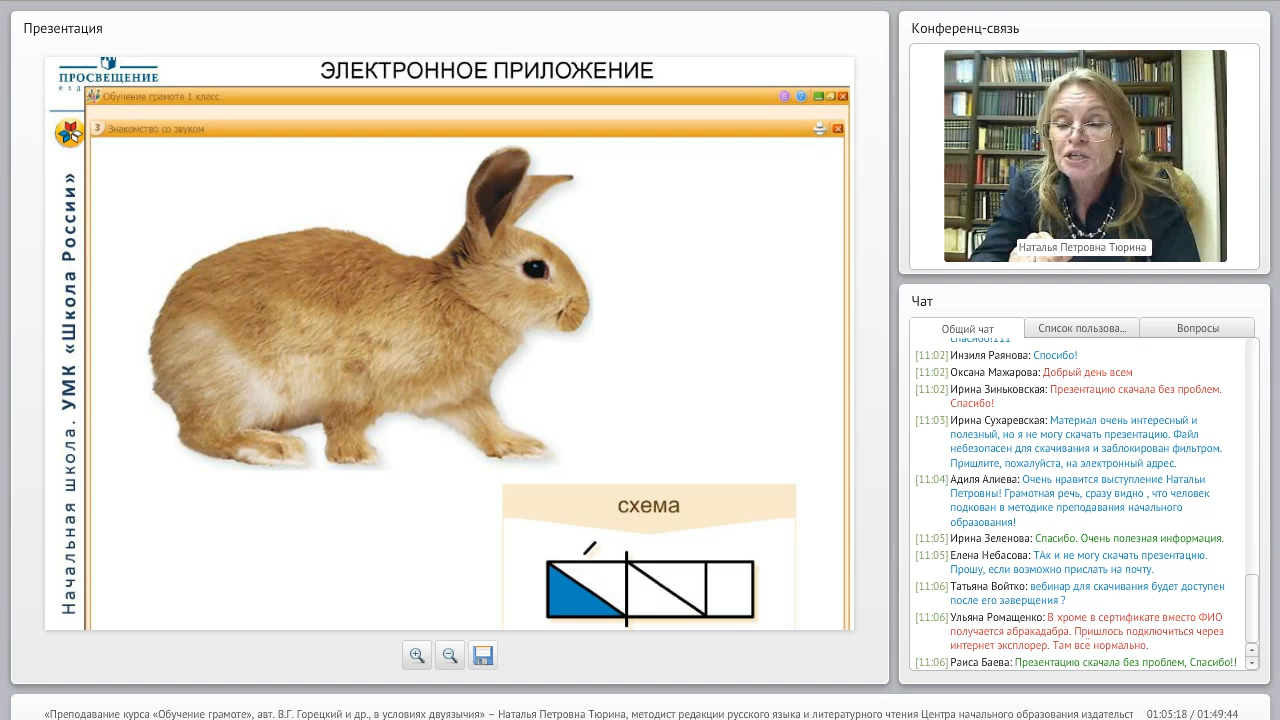 Презентация
ПРОСВЕЩЕНИЕ
ЭЛЕКТРОННОЕ ПРИЛОЖЕНИЕ
Обучение грамоте 1 класс
3 Знакомство со звуком
Начальная школа. УМК «Школа России»
схема
Конференц-связь
Наталья Петровна Тюрина
Чат
Общий чат
Список пользова...
Вопросы
спасибо!111
[11:02] Инзиля Раянова: Спосибо!
[11:02] Оксана Мажарова: Добрый день всем
[11:02] Ирина Зиньковская: Презентацию скачала без проблем.
Спасибо!
[11:03] Ирина Сухаревская: Материал очень интересный и
полезный, но я не могу скачать презентацию. Файл
небезопасен для скачивания и заблокирован фильтром.
Пришлите, пожалуйста, на электронный адрес.
[11:04] Адиля Алиева: Очень нравится выступление Натальи
Петровны! Грамотная речь, сразу видно , что человек
подкован в методике преподавания начального
образования!
[11:05] Ирина Зеленова: Спасибо. Очень полезная информация.
[11:05] Елена Небасова: ТАк и не могу скачать презентацию.
Прошу, если возможно прислать на почту.
[11:06] Татьяна Войтко: вебинар для скачивания будет доступен
после его завершения ?
[11:06] Ульяна Ромащенко: В хроме в сертификате вместо ФИО
получается абракадабра. Пришлось подключиться через
интернет эксплорер. Там всё нормально.
[11:06] Раиса Баева: Презентацию скачала без проблем, Спасибо!!
«Преподавание курса «Обучение грамоте», авт. В.Г. Горецкий и др., в условиях двуязычия» – Наталья Петровна Тюрина, методист редакции русского языка и литературного чтения Центра начального образования издательст 01:05:18 / 01:49:44